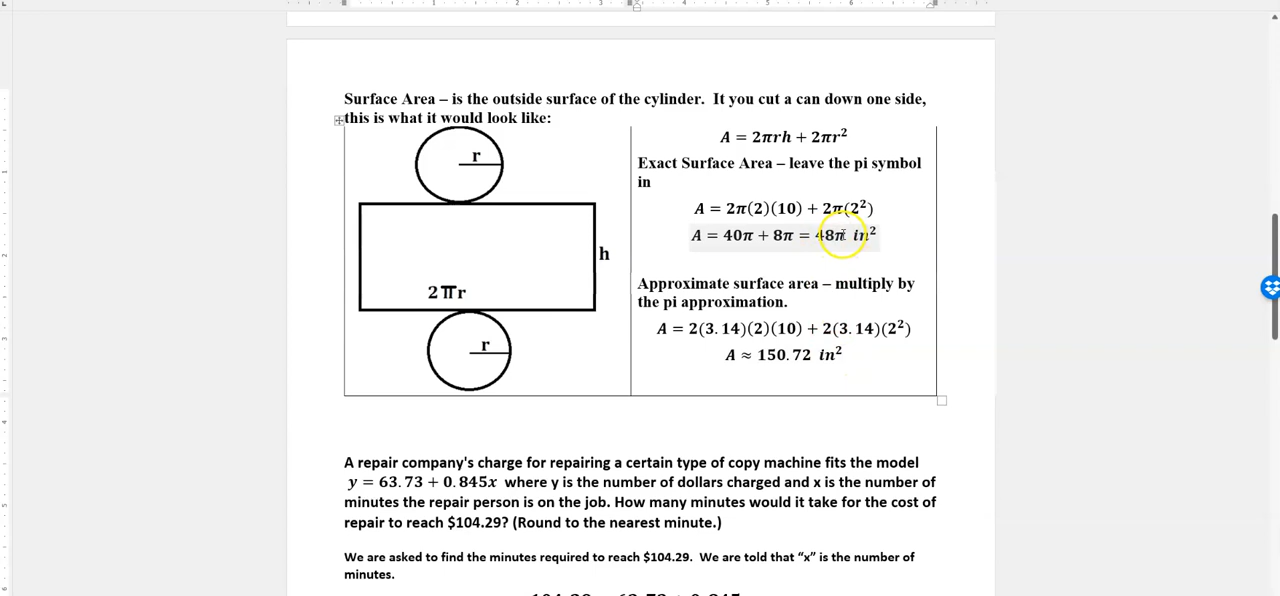 Surface Area – is the outside surface of the cylinder. It you cut a can down one side,
this is what it would look like:
r
h
2πr
r
A = 2πrh + 2πr²
Exact Surface Area – leave the pi symbol
in
A = 2π(2)(10) + 2π(2²)
A = 40π + 8π = 48π in²
Approximate surface area – multiply by
the pi approximation.
A = 2(3.14)(2)(10) + 2(3.14)(2²)
A ≈ 150.72 in²
A repair company's charge for repairing a certain type of copy machine fits the model
y = 63.73 + 0.845x where y is the number of dollars charged and x is the number of
minutes the repair person is on the job. How many minutes would it take for the cost of
repair to reach $104.29? (Round to the nearest minute.)
We are asked to find the minutes required to reach $104.29. We are told that “x” is the number of
minutes.